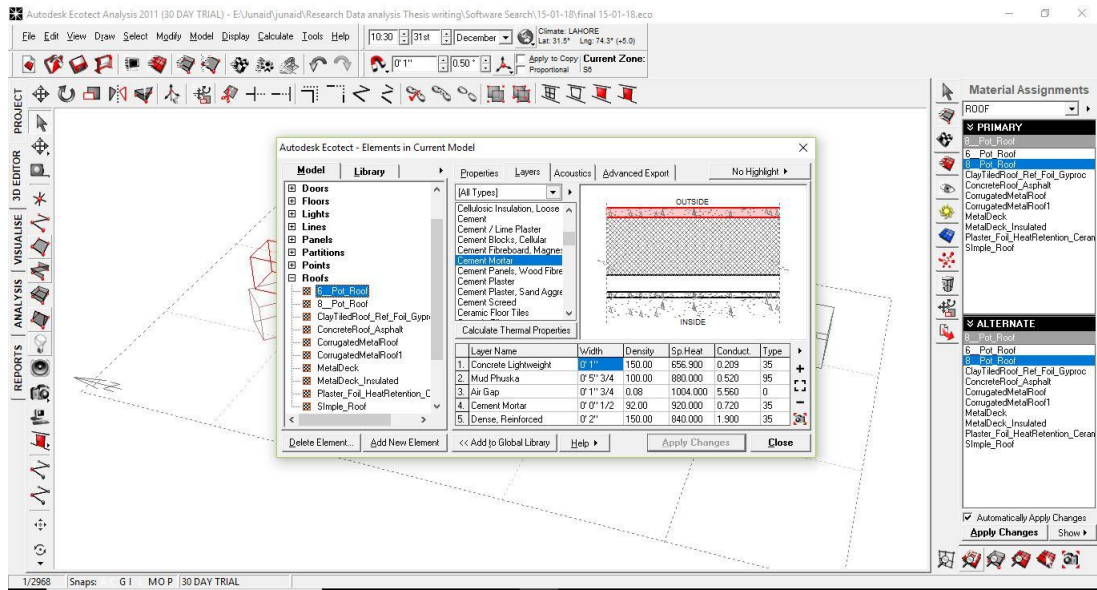 Autodesk Ecotect Analysis 2011 (30 DAY TRIAL) - E:\Junaid\junaid\Research Data analysis Thesis writing\Software Search\15-01-18\final 15-01-18.eco
File Edit View Draw Select Modify Model Display Calculate Tools Help
10:30 31st December
Climate: LAHORE
Lat: 31.5° Lng: 74.3° (+5.0)
0' 1" 0.50 °
Apply to Copy
Proportional
Current Zone:
PROJECT
3D EDITOR
VISUALISE
ANALYSIS
REPORTS
Autodesk Ecotect - Elements in Current Model
Model Library
Doors
Floors
Lights
Lines
Panels
Partitions
Points
Roofs
6__Pot_Roof
8__Pot_Roof
ClayTiledRoof_Ref_Foil_Gypr
ConcreteRoof_Asphalt
CorrugatedMetalRoof
CorrugatedMetalRoof1
MetalDeck
MetalDeck_Insulated
Plaster_Foil_HeatRetention_C
SImple_Roof
Properties Layers Acoustics Advanced Export No Highlight
[All Types]
Cellulosic Insulation, Loose
Cement
Cement / Lime Plaster
Cement Blocks, Cellular
Cement Fibreboard, Magnes
Cement Mortar
Cement Panels, Wood Fibre
Cement Plaster
Cement Plaster, Sand Aggre
Cement Screed
Ceramic Floor Tiles
Calculate Thermal Properties
OUTSIDE
INSIDE
Layer Name Width Density Sp.Heat Conduct. Type
1. Concrete Lightweight 0' 1" 150.00 656.900 0.209 35
2. Mud Phuska 0' 5" 3/4 100.00 880.000 0.520 95
3. Air Gap 0' 1" 3/4 0.08 1004.000 5.560 0
4. Cement Mortar 0' 0" 1/2 92.00 920.000 0.720 35
5. Dense, Reinforced 0' 2" 150.00 840.000 1.900 35
Delete Element... Add New Element << Add to Global Library Help Apply Changes Close
Material Assignments
ROOF
PRIMARY
8__Pot_Roof
6__Pot_Roof
8__Pot_Roof
ClayTiledRoof_Ref_Foil_Gyproc
ConcreteRoof_Asphalt
CorrugatedMetalRoof
CorrugatedMetalRoof1
MetalDeck
MetalDeck_Insulated
Plaster_Foil_HeatRetention_Ceran
SImple_Roof
ALTERNATE
8__Pot_Roof
6__Pot_Roof
8__Pot_Roof
ClayTiledRoof_Ref_Foil_Gyproc
ConcreteRoof_Asphalt
CorrugatedMetalRoof
CorrugatedMetalRoof1
MetalDeck
MetalDeck_Insulated
Plaster_Foil_HeatRetention_Ceran
SImple_Roof
Automatically Apply Changes
Apply Changes Show
1/2968 Snaps: G I M O P 30 DAY TRIAL